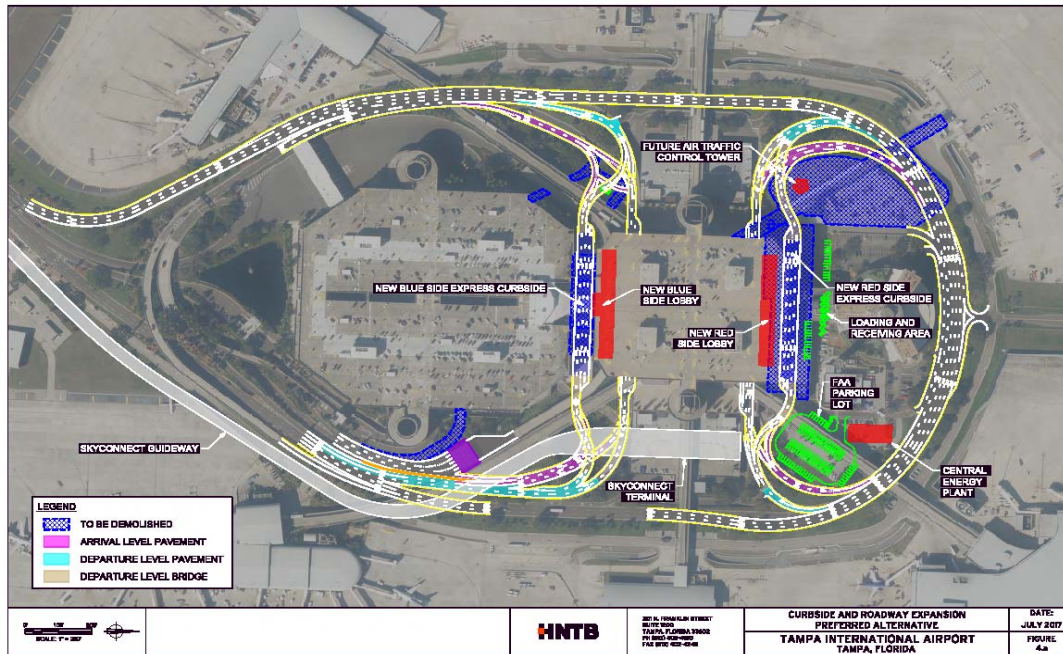 FUTURE AIR TRAFFIC
CONTROL TOWER
NEW BLUE SIDE EXPRESS CURBSIDE
NEW BLUE
SIDE LOBBY
NEW RED SIDE
EXPRESS CURBSIDE
NEW RED
SIDE LOBBY
LOADING AND
RECEIVING AREA
FAA
PARKING
LOT
SKYCONNECT GUIDEWAY
SKYCONNECT
TERMINAL
CENTRAL
ENERGY
PLANT
LEGEND
TO BE DEMOLISHED
ARRIVAL LEVEL PAVEMENT
DEPARTURE LEVEL PAVEMENT
DEPARTURE LEVEL BRIDGE
HNTB
TAMPA, FLORIDA 33602
CURBSIDE AND ROADWAY EXPANSION
PREFERRED ALTERNATIVE
TAMPA INTERNATIONAL AIRPORT
TAMPA, FLORIDA
DATE:
JULY 2017
FIGURE
4.a